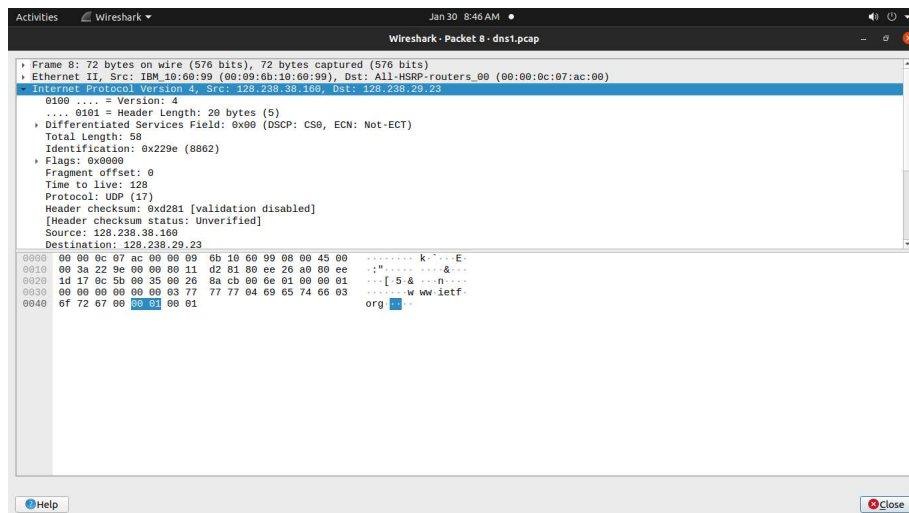 Activities Wireshark Jan 30 8:46 AM
Wireshark · Packet 8 · dns1.pcap
Frame 8: 72 bytes on wire (576 bits), 72 bytes captured (576 bits)
Ethernet II, Src: IBM_10:60:99 (00:09:6b:10:60:99), Dst: All-HSRP-routers_00 (00:00:0c:07:ac:00)
Internet Protocol Version 4, Src: 128.238.38.160, Dst: 128.238.29.23
0100 .... = Version: 4
.... 0101 = Header Length: 20 bytes (5)
Differentiated Services Field: 0x00 (DSCP: CS0, ECN: Not-ECT)
Total Length: 58
Identification: 0x229e (8862)
Flags: 0x0000
Fragment offset: 0
Time to live: 128
Protocol: UDP (17)
Header checksum: 0xd281 [validation disabled]
[Header checksum status: Unverified]
Source: 128.238.38.160
Destination: 128.238.29.23
0000 00 00 0c 07 ac 00 00 09 6b 10 60 99 08 00 45 00 ········ k·`···E·
0010 00 3a 22 9e 00 00 80 11 d2 81 80 ee 26 a0 80 ee ·:"····· ····&···
0020 1d 17 0c 5b 00 35 00 26 8a cb 00 6e 01 00 00 01 ···[·5·& ···n····
0030 00 00 00 00 00 00 03 77 77 77 04 69 65 74 66 03 ·······w ww·ietf·
0040 6f 72 67 00 00 01 00 01 org·····
Help Close